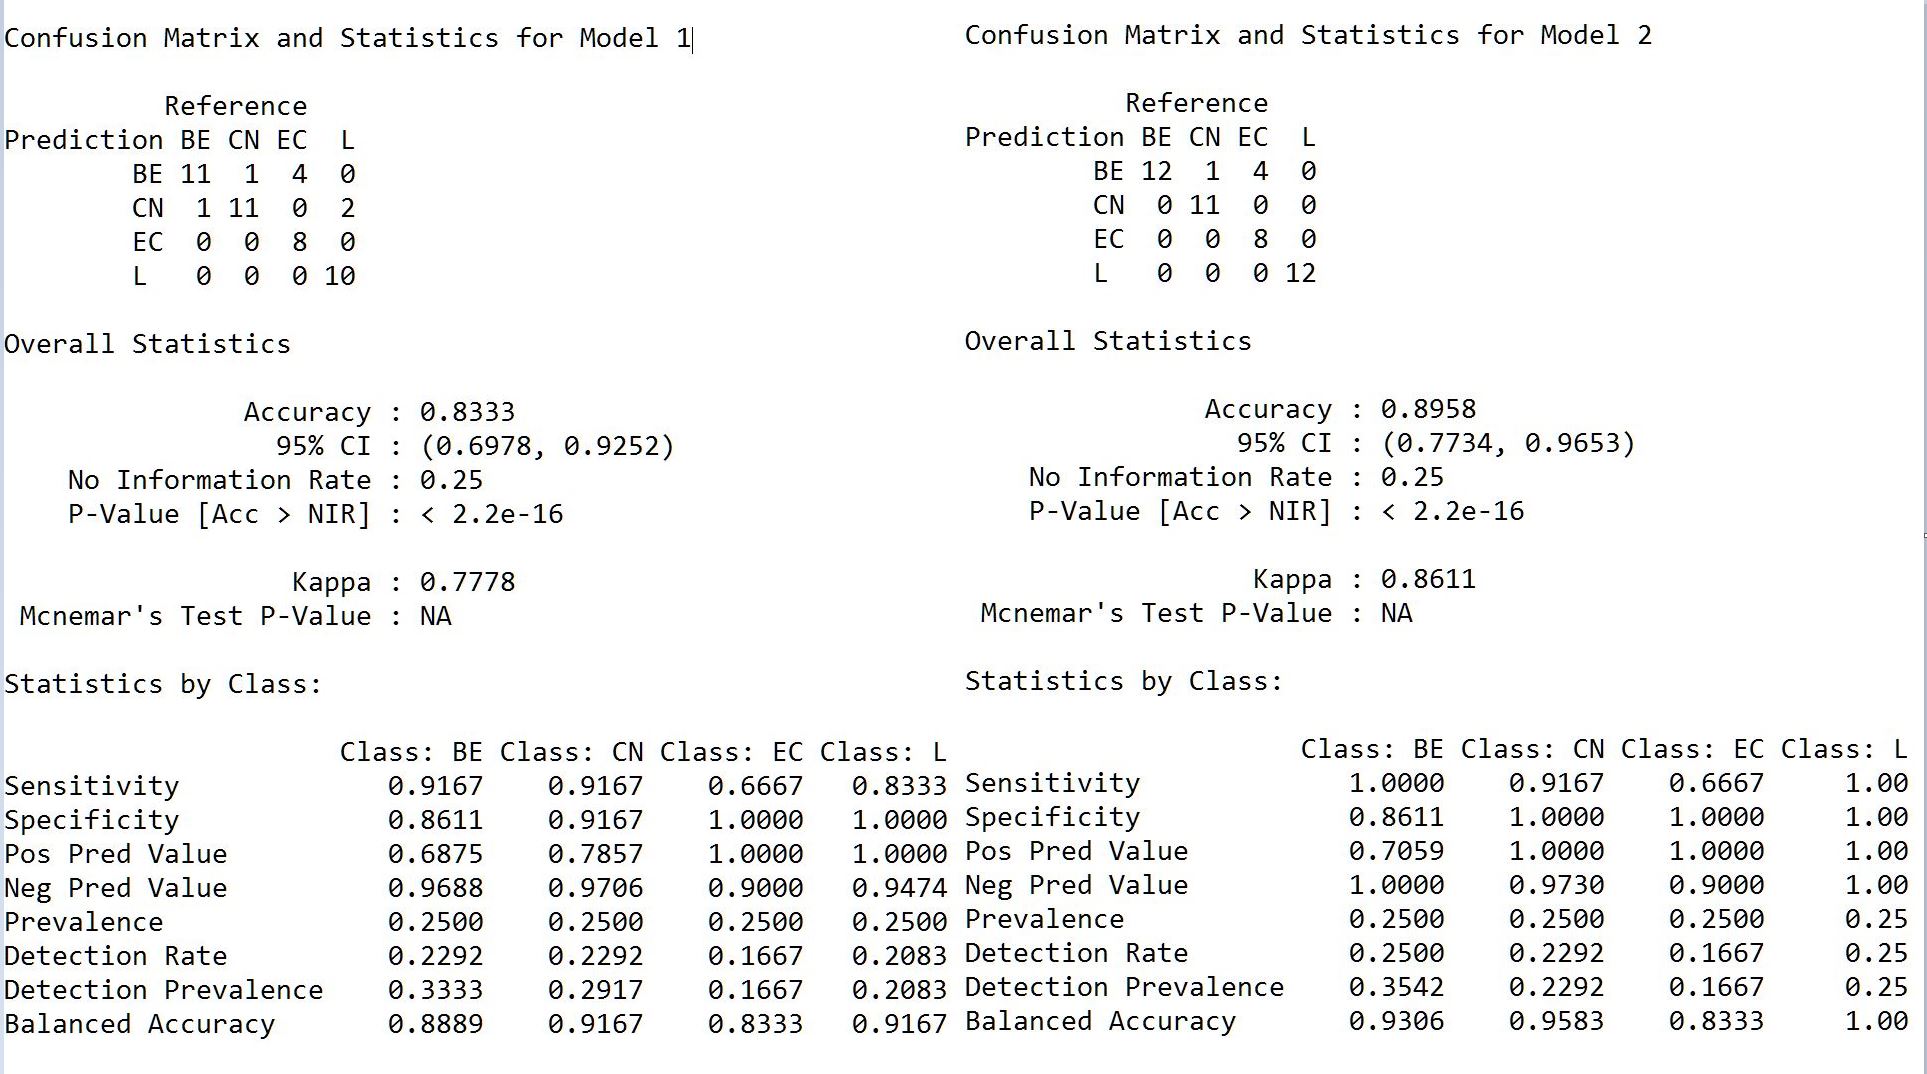 Confusion Matrix and Statistics for Model 1
Reference
Prediction BE CN EC L
BE 11 1 4 0
CN 1 11 0 2
EC 0 0 8 0
L 0 0 0 10
Overall Statistics
Accuracy : 0.8333
95% CI : (0.6978, 0.9252)
No Information Rate : 0.25
P-Value [Acc > NIR] : < 2.2e-16
Kappa : 0.7778
Mcnemar's Test P-Value : NA
Statistics by Class:
Class: BE Class: CN Class: EC Class: L
Sensitivity 0.9167 0.9167 0.6667 0.8333
Specificity 0.8611 0.9167 1.0000 1.0000
Pos Pred Value 0.6875 0.7857 1.0000 1.0000
Neg Pred Value 0.9688 0.9706 0.9000 0.9474
Prevalence 0.2500 0.2500 0.2500 0.2500
Detection Rate 0.2292 0.2292 0.1667 0.2083
Detection Prevalence 0.3333 0.2917 0.1667 0.2083
Balanced Accuracy 0.8889 0.9167 0.8333 0.9167
Confusion Matrix and Statistics for Model 2
Reference
Prediction BE CN EC L
BE 12 1 4 0
CN 0 11 0 0
EC 0 0 8 0
L 0 0 0 12
Overall Statistics
Accuracy : 0.8958
95% CI : (0.7734, 0.9653)
No Information Rate : 0.25
P-Value [Acc > NIR] : < 2.2e-16
Kappa : 0.8611
Mcnemar's Test P-Value : NA
Statistics by Class:
Class: BE Class: CN Class: EC Class: L
Sensitivity 1.0000 0.9167 0.6667 1.00
Specificity 0.8611 1.0000 1.0000 1.00
Pos Pred Value 0.7059 1.0000 1.0000 1.00
Neg Pred Value 1.0000 0.9730 0.9000 1.00
Prevalence 0.2500 0.2500 0.2500 0.25
Detection Rate 0.2500 0.2292 0.1667 0.25
Detection Prevalence 0.3542 0.2292 0.1667 0.25
Balanced Accuracy 0.9306 0.9583 0.8333 1.00